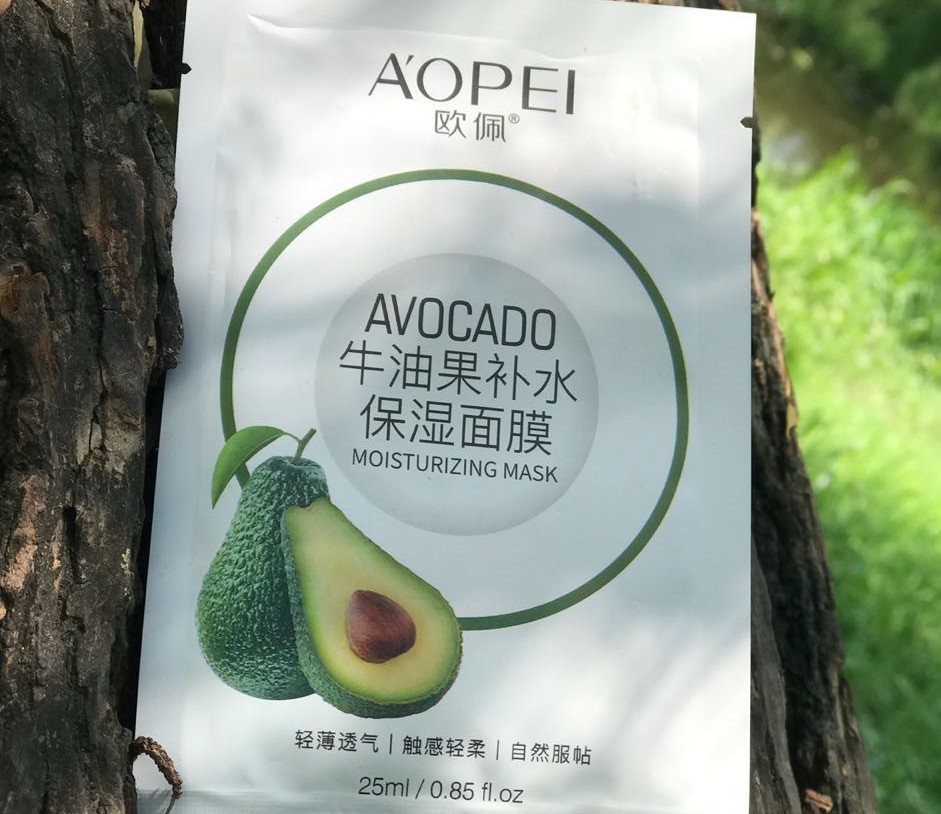 A'OPEI
欧佩®
AVOCADO
牛油果补水
保湿面膜
MOISTURIZING MASK
轻薄透气 | 触感轻柔 | 自然服帖
25ml / 0.85 fl.oz